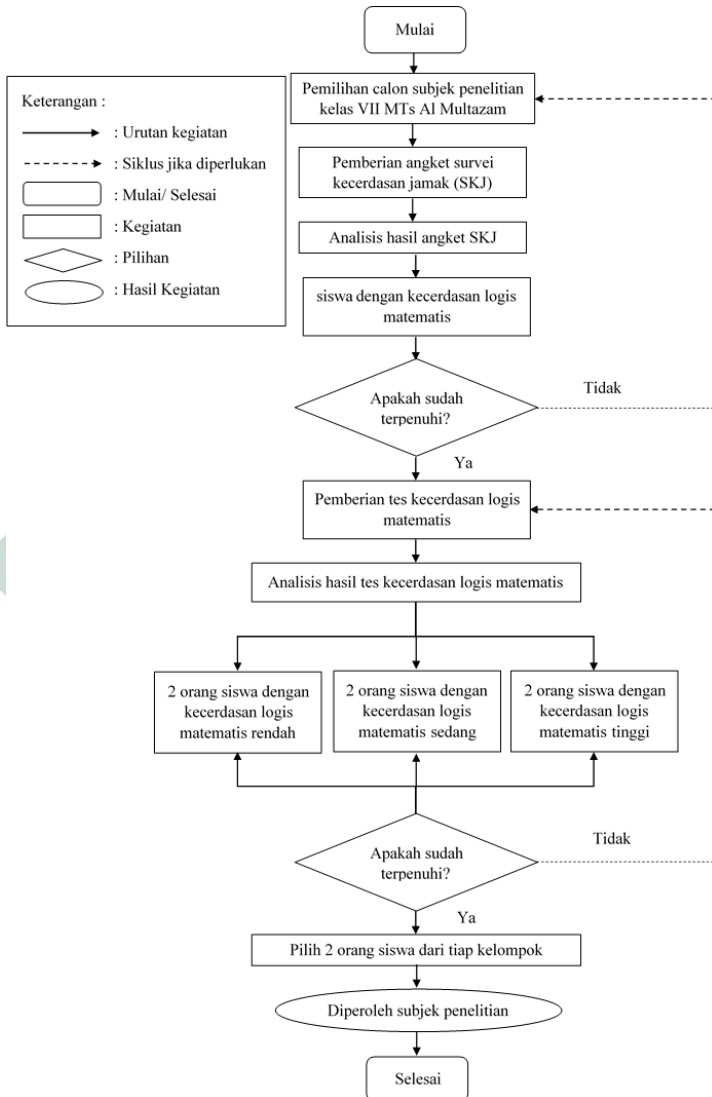 Mulai
Keterangan :
: Urutan kegiatan
: Siklus jika diperlukan
: Mulai/ Selesai
: Kegiatan
: Pilihan
: Hasil Kegiatan
Pemilihan calon subjek penelitian
kelas VII MTs Al Multazam
Pemberian angket survei
kecerdasan jamak (SKJ)
Analisis hasil angket SKJ
siswa dengan kecerdasan logis
matematis
Apakah sudah
terpenuhi?
Tidak
Ya
Pemberian tes kecerdasan logis
matematis
Analisis hasil tes kecerdasan logis matematis
2 orang siswa dengan
kecerdasan logis
matematis rendah
2 orang siswa dengan
kecerdasan logis
matematis sedang
2 orang siswa dengan
kecerdasan logis
matematis tinggi
Apakah sudah
terpenuhi?
Tidak
Ya
Pilih 2 orang siswa dari tiap kelompok
Diperoleh subjek penelitian
Selesai